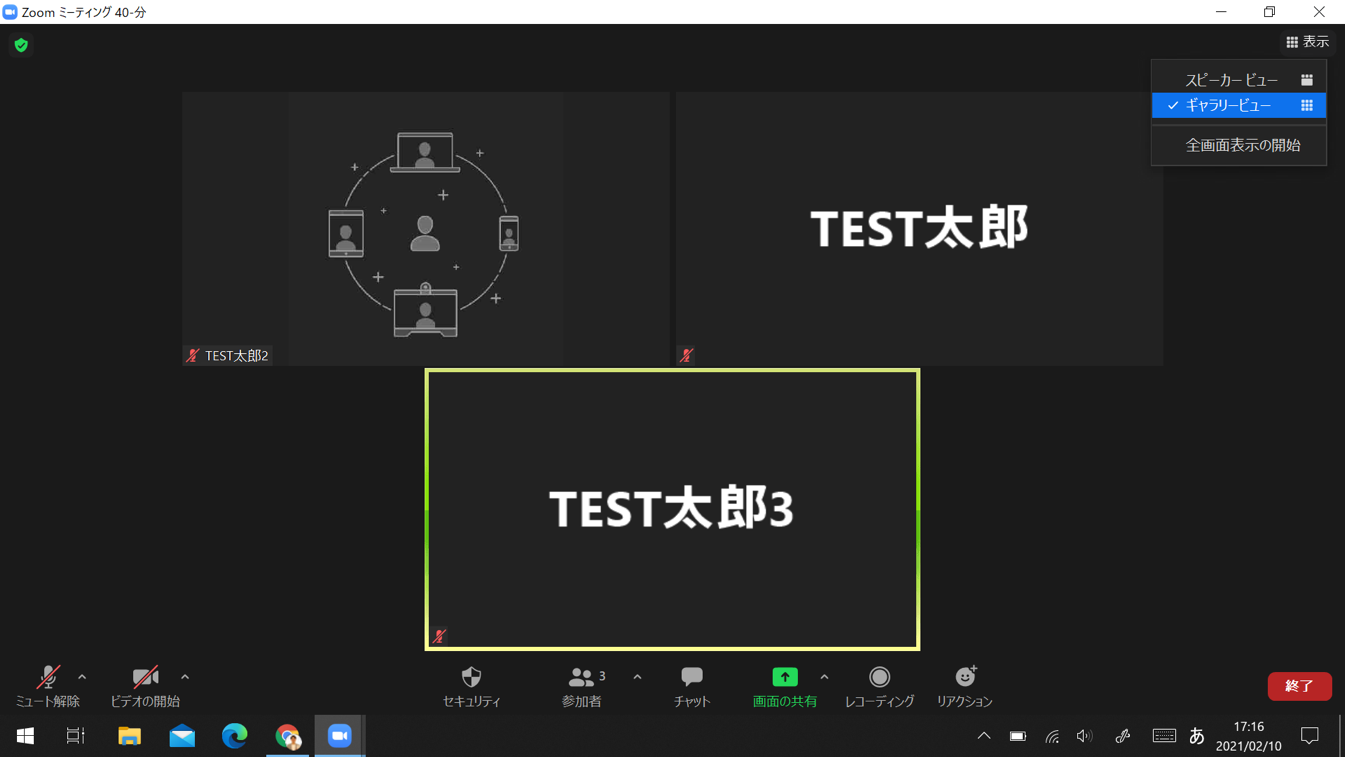 Zoom ミーティング 40-分
表示
スピーカービュー
ギャラリービュー
全画面表示の開始
TEST太郎
TEST太郎2
TEST太郎3
ミュート解除
ビデオの開始
セキュリティ
3
参加者
チャット
画面の共有
レコーディング
リアクション
終了
あ
17:16
2021/02/10